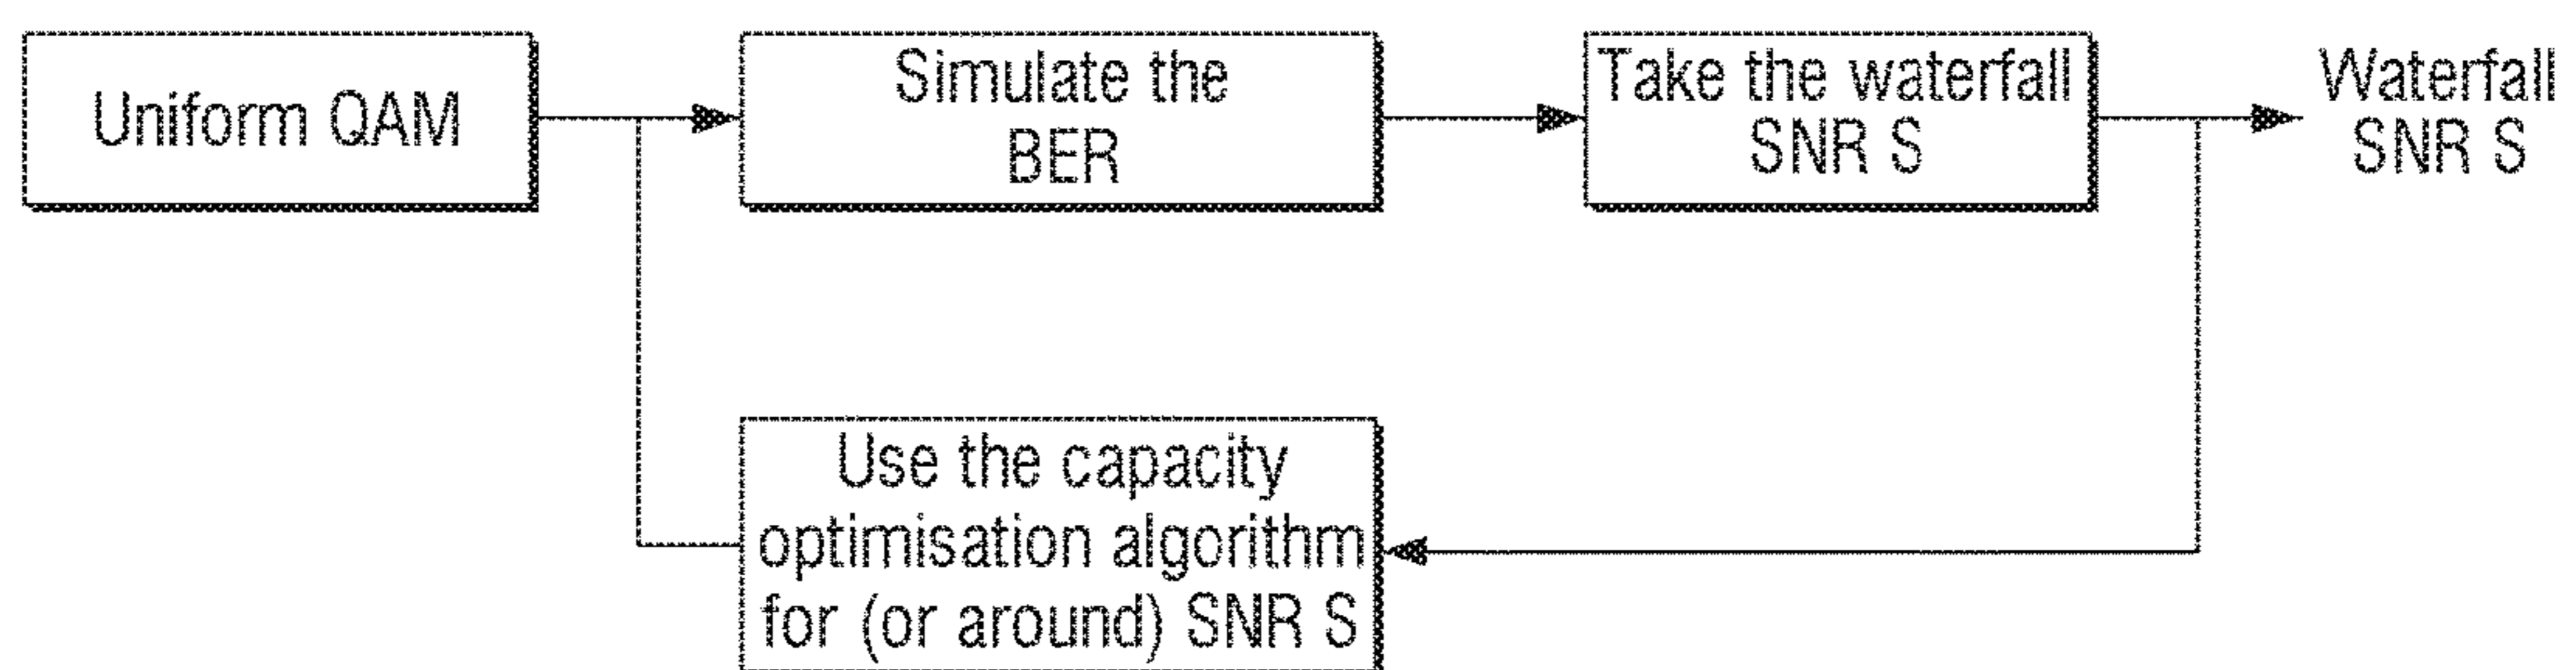 Uniform QAM
Simulate the
BER
Take the waterfall
SNR S
Waterfall
SNR S
Use the capacity
optimisation algorithm
for (or around) SNR S